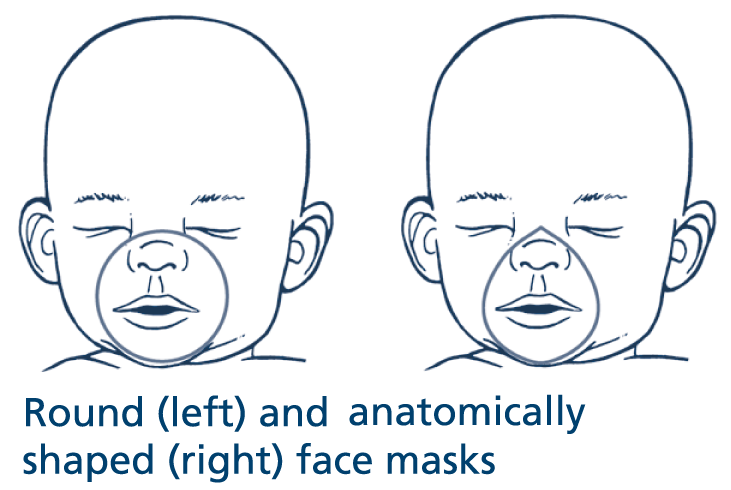 Round (left) and anatomically
shaped (right) face masks